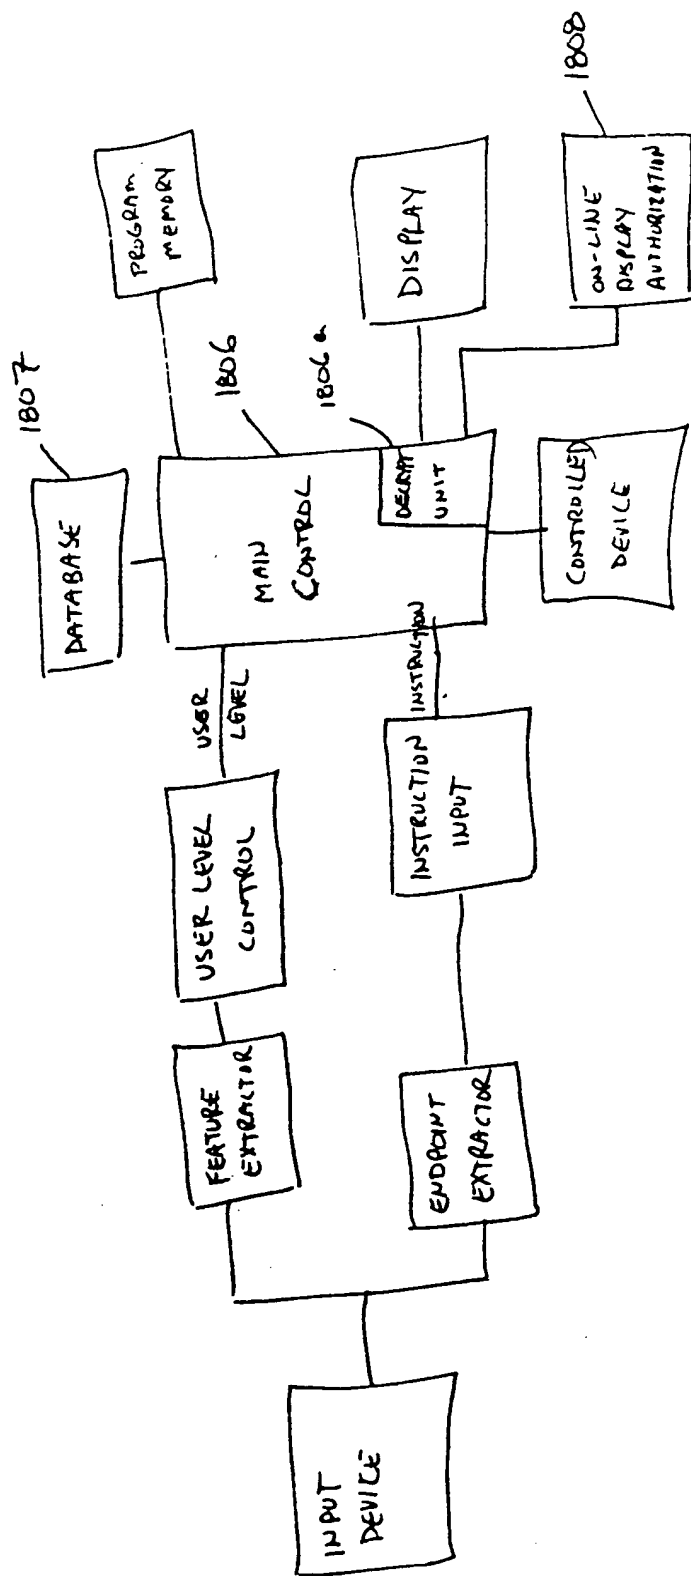 INPUT
DEVICE
FEATURE
EXTRACTOR
ENDPOINT
EXTRACTOR
USER LEVEL
CONTROL
INSTRUCTION
INPUT
USER
LEVEL
INSTRUCTION
DATABASE
1807
MAIN
CONTROL
1806
DECRYPT
UNIT
1806a
PROGRAM
MEMORY
DISPLAY
CONTROLLED
DEVICE
ON-LINE
DISPLAY
AUTHORIZATION
1808